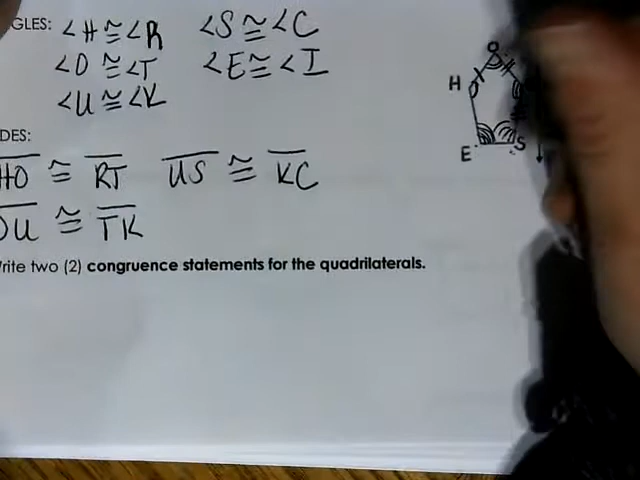 GLES: ∠H ≅ ∠R ∠S ≅ ∠C
∠O ≅ ∠T ∠E ≅ ∠I
∠U ≅ ∠K
DES:
HO ≅ RT US ≅ KC
OU ≅ TK
rite two (2) congruence statements for the quadrilaterals.
O
H
E S